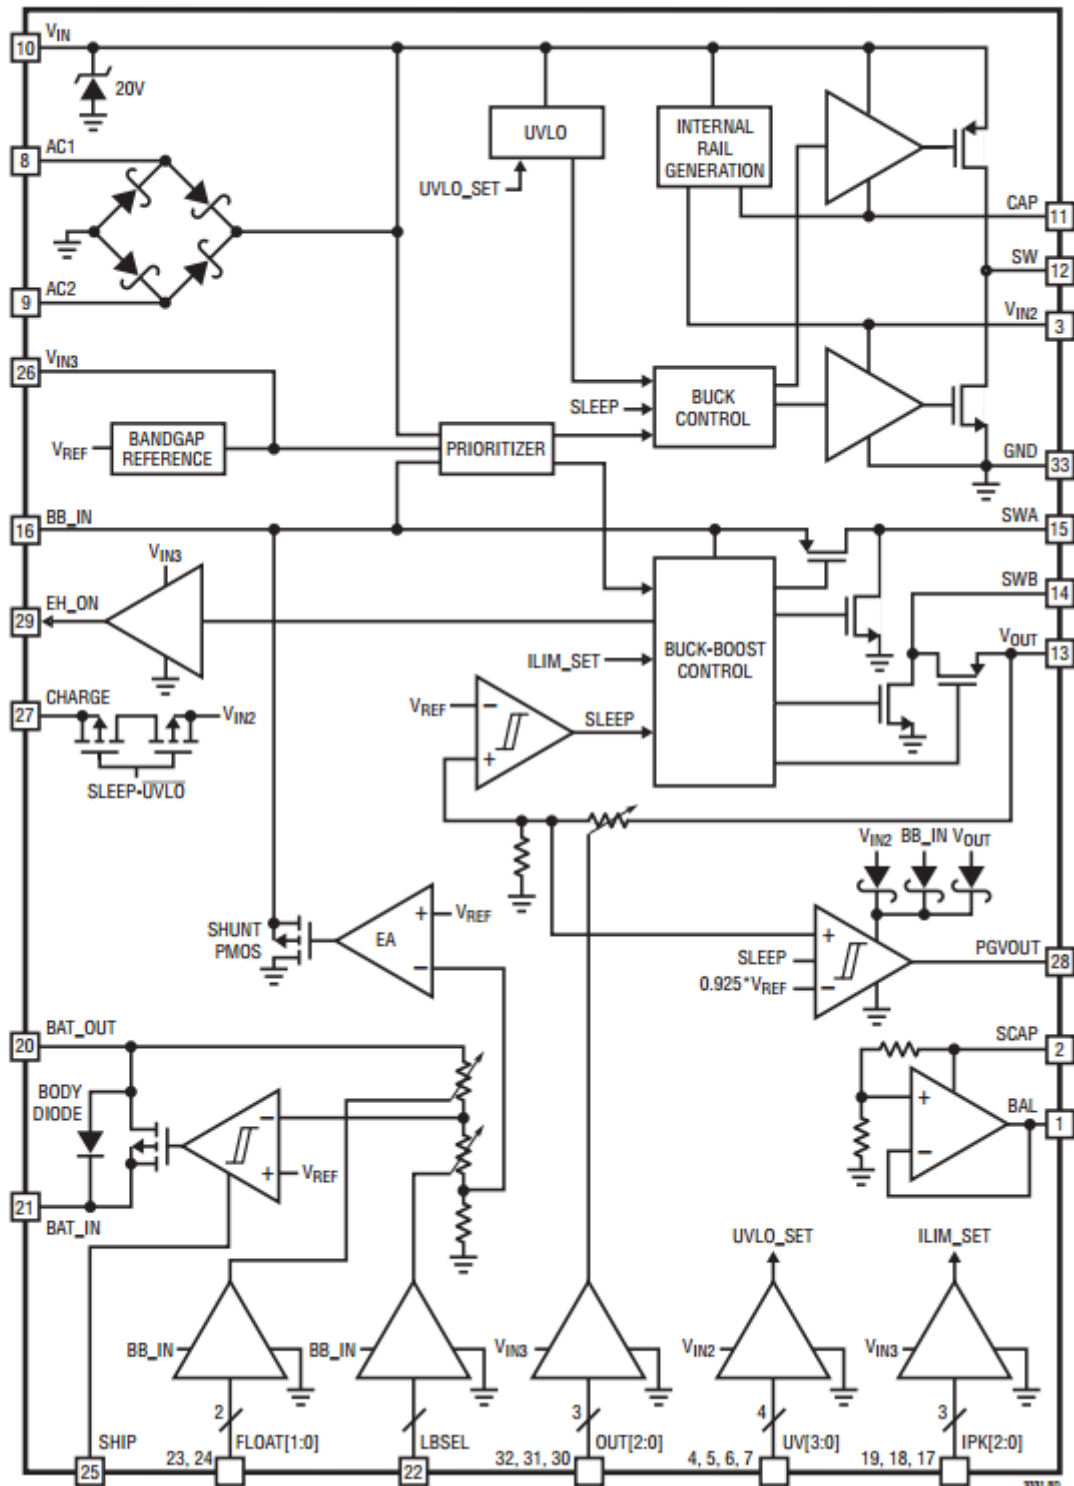 10 VIN
20V
UVLO
UVLO_SET
INTERNAL
RAIL
GENERATION
8 AC1
CAP 11
SW 12
9 AC2
VIN2 3
26 VIN3
SLEEP
BUCK
CONTROL
VREF
BANDGAP
REFERENCE
PRIORITIZER
GND 33
16 BB_IN
SWA 15
VIN3
29 EH_ON
SWB 14
VOUT 13
ILIM_SET
BUCK-BOOST
CONTROL
27 CHARGE
VIN2
SLEEP•UVLO
VREF
−
+
SLEEP
VIN2 BB_IN VOUT
SHUNT
PMOS
EA
+
−
VREF
+
SLEEP
0.925*VREF
−
PGVOUT 28
20 BAT_OUT
SCAP 2
BODY
DIODE
−
+
VREF
+
−
BAL 1
21 BAT_IN
UVLO_SET
ILIM_SET
BB_IN
BB_IN
VIN3
VIN2
VIN3
2
3
4
3
SHIP
FLOAT[1:0]
LBSEL
OUT[2:0]
UV[3:0]
IPK[2:0]
25
23, 24
22
32, 31, 30
4, 5, 6, 7
19, 18, 17